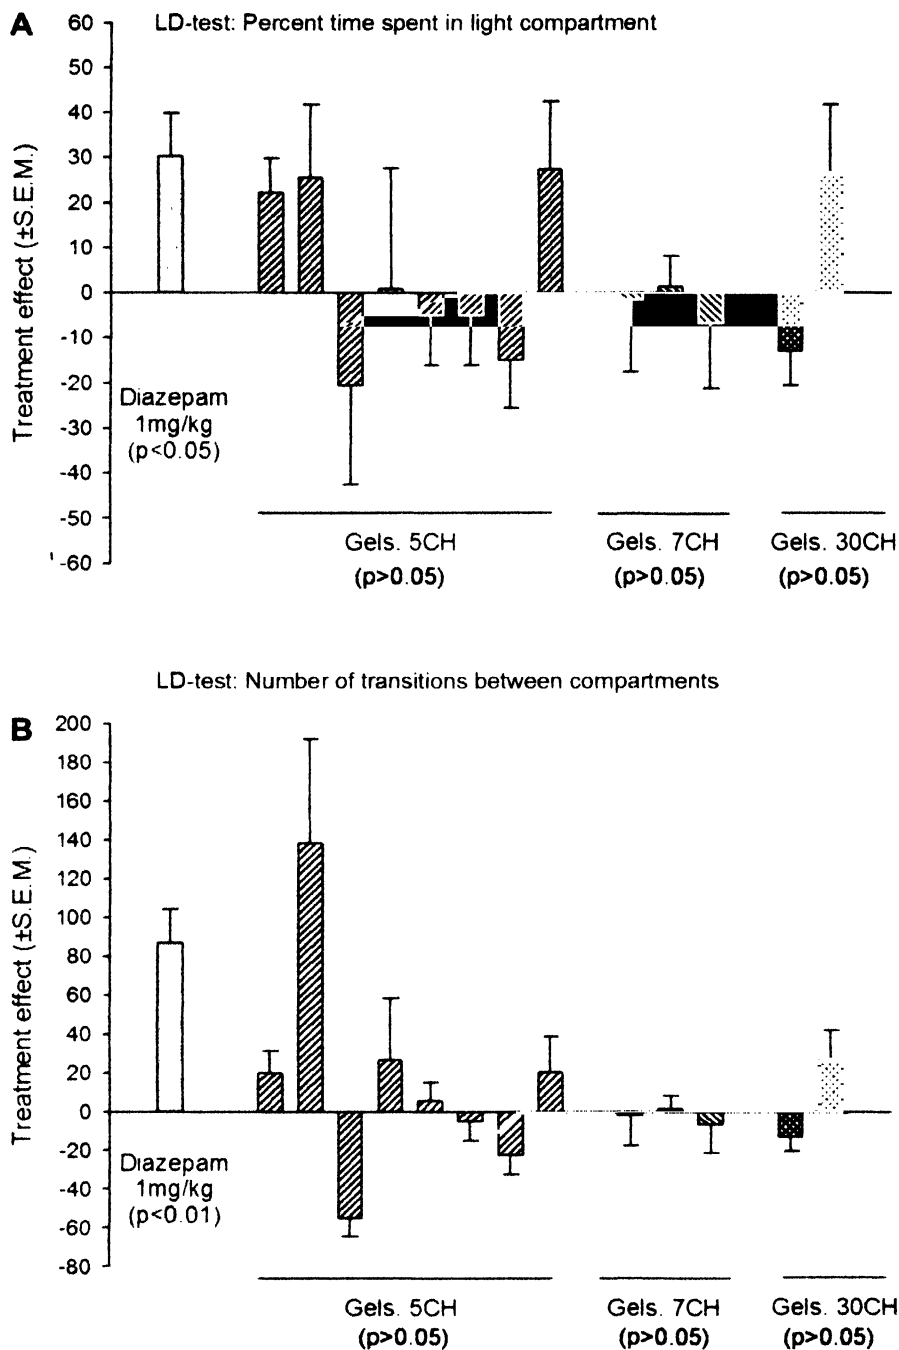 A LD-test: Percent time spent in light compartment
60
50
40
30
20
10
0
-10
-20
-30
-40
-50
-60
Treatment effect (±S.E.M.)
Diazepam
1mg/kg
(p<0.05)
Gels. 5CH
(p>0.05)
Gels. 7CH
(p>0.05)
Gels. 30CH
(p>0.05)
LD-test: Number of transitions between compartments
B
200
180
160
140
120
100
80
60
40
20
0
-20
-40
-60
-80
Treatment effect (±S.E.M.)
Diazepam
1mg/kg
(p<0.01)
Gels. 5CH
(p>0.05)
Gels. 7CH
(p>0.05)
Gels. 30CH
(p>0.05)